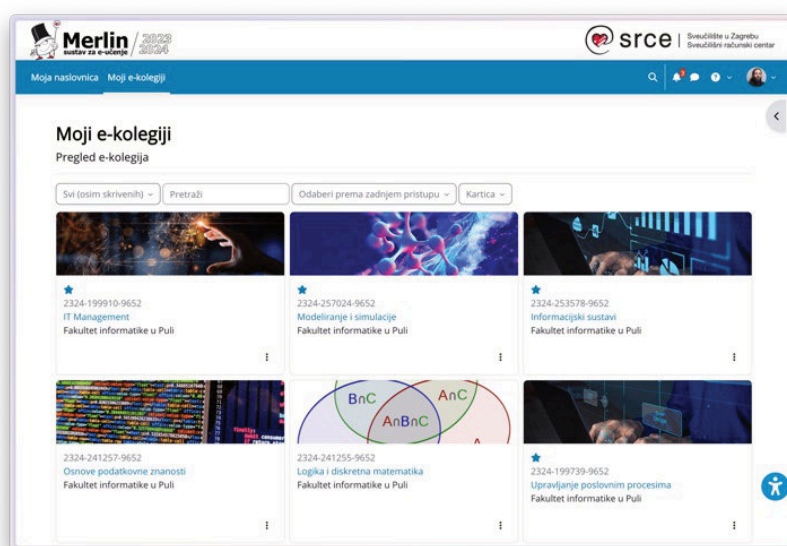 Merlin / 2023 2024
sustav za e-učenje
srce | Sveučilište u Zagrebu
Sveučilišni računski centar
Moja naslovnica Moji e-kolegiji
Moji e-kolegiji
Pregled e-kolegija
Svi (osim skrivenih) Pretraži Odaberi prema zadnjem pristupu Kartica
2324-199910-9652
IT Management
Fakultet informatike u Puli
2324-257024-9652
Modeliranje i simulacije
Fakultet informatike u Puli
2324-253578-9652
Informacijski sustavi
Fakultet informatike u Puli
2324-241257-9652
Osnove podatkovne znanosti
Fakultet informatike u Puli
B∩C
A∩C
A∩B∩C
2324-241255-9652
Logika i diskretna matematika
Fakultet informatike u Puli
2324-199739-9652
Upravljanje poslovnim procesima
Fakultet informatike u Puli